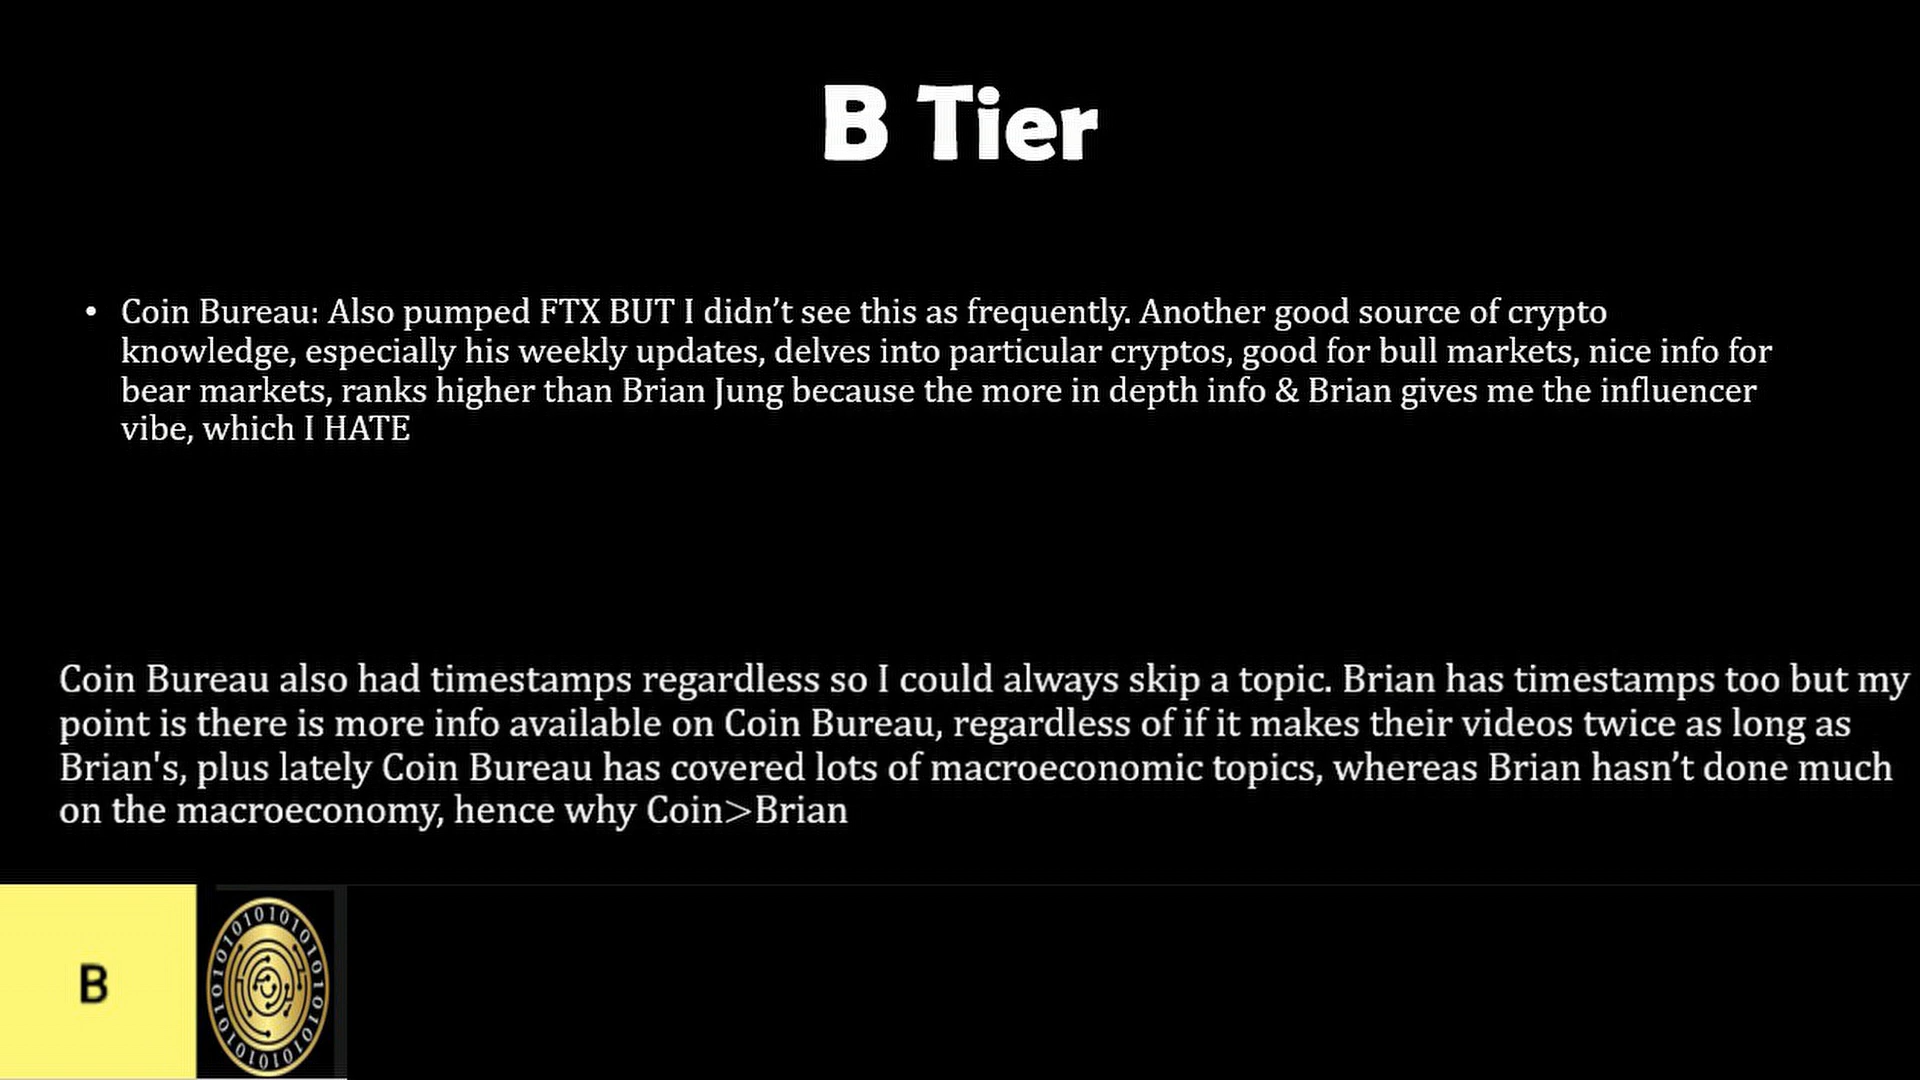 B Tier
• Coin Bureau: Also pumped FTX BUT I didn’t see this as frequently. Another good source of crypto
knowledge, especially his weekly updates, delves into particular cryptos, good for bull markets, nice info for
bear markets, ranks higher than Brian Jung because the more in depth info & Brian gives me the influencer
vibe, which I HATE
Coin Bureau also had timestamps regardless so I could always skip a topic. Brian has timestamps too but my
point is there is more info available on Coin Bureau, regardless of if it makes their videos twice as long as
Brian's, plus lately Coin Bureau has covered lots of macroeconomic topics, whereas Brian hasn’t done much
on the macroeconomy, hence why Coin>Brian
B